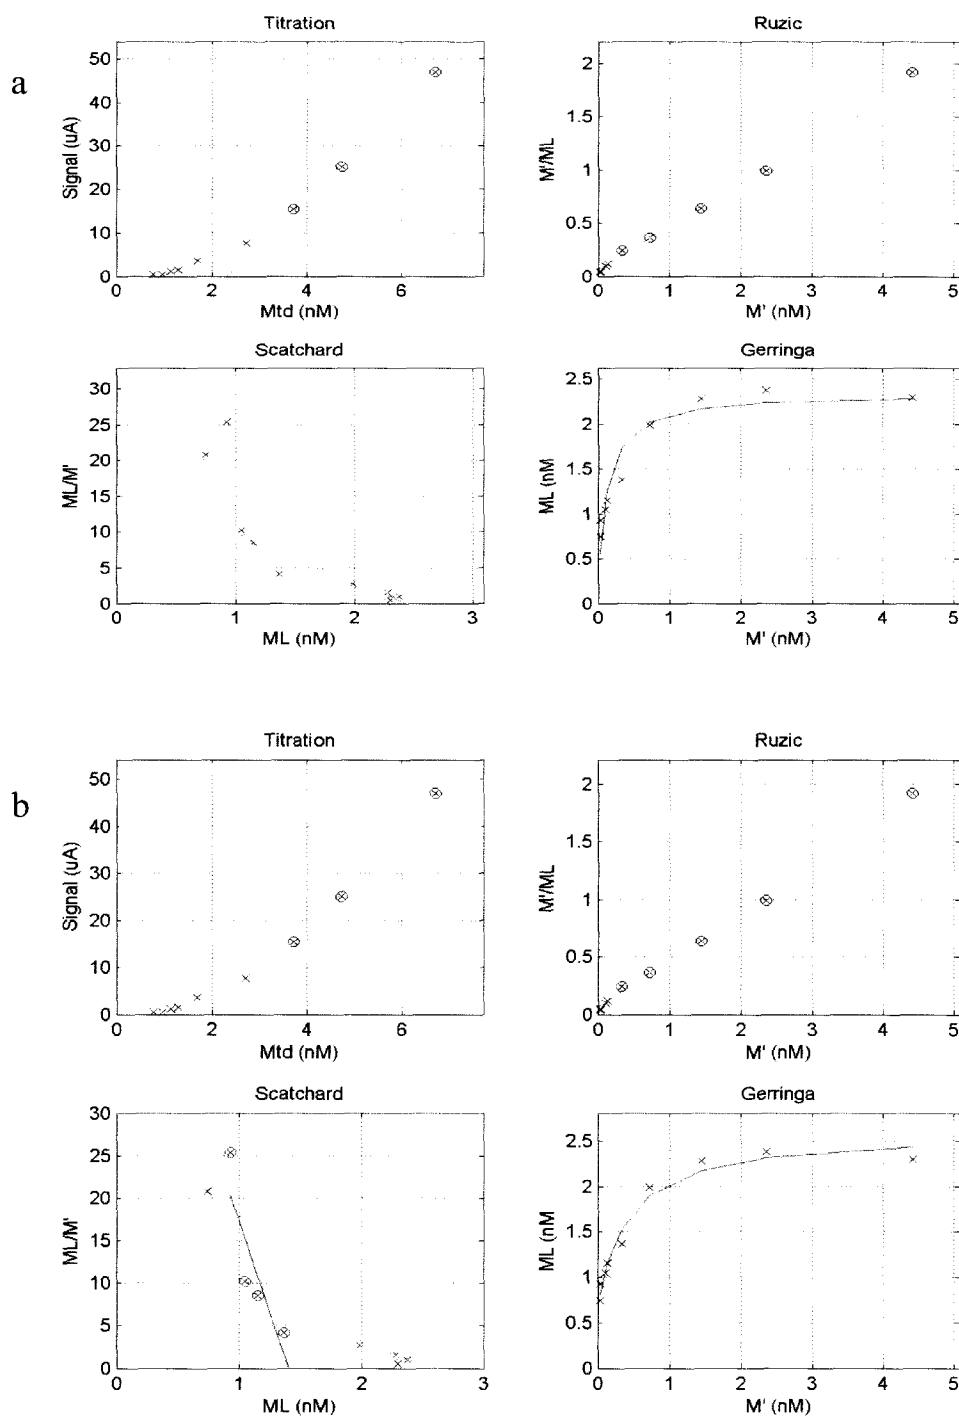 a
Titration
Signal (uA)
50
40
30
20
10
0
0 2 4 6
Mtd (nM)
Ruzic
M'/ML
2
1.5
1
0.5
0
0 1 2 3 4 5
M' (nM)
Scatchard
ML/M'
30
25
20
15
10
5
0
0 1 2 3
ML (nM)
Gerringa
ML (nM
2.5
2
1.5
1
0.5
0
0 1 2 3 4 5
M' (nM)
b
Titration
Signal (uA)
50
40
30
20
10
0
0 2 4 6
Mtd (nM)
Ruzic
M'/ML
2
1.5
1
0.5
0
0 1 2 3 4 5
M' (nM)
Scatchard
ML/M'
30
25
20
15
10
5
0
0 1 2 3
ML (nM)
Gerringa
ML (nM
2.5
2
1.5
1
0.5
0
0 1 2 3 4 5
M' (nM)